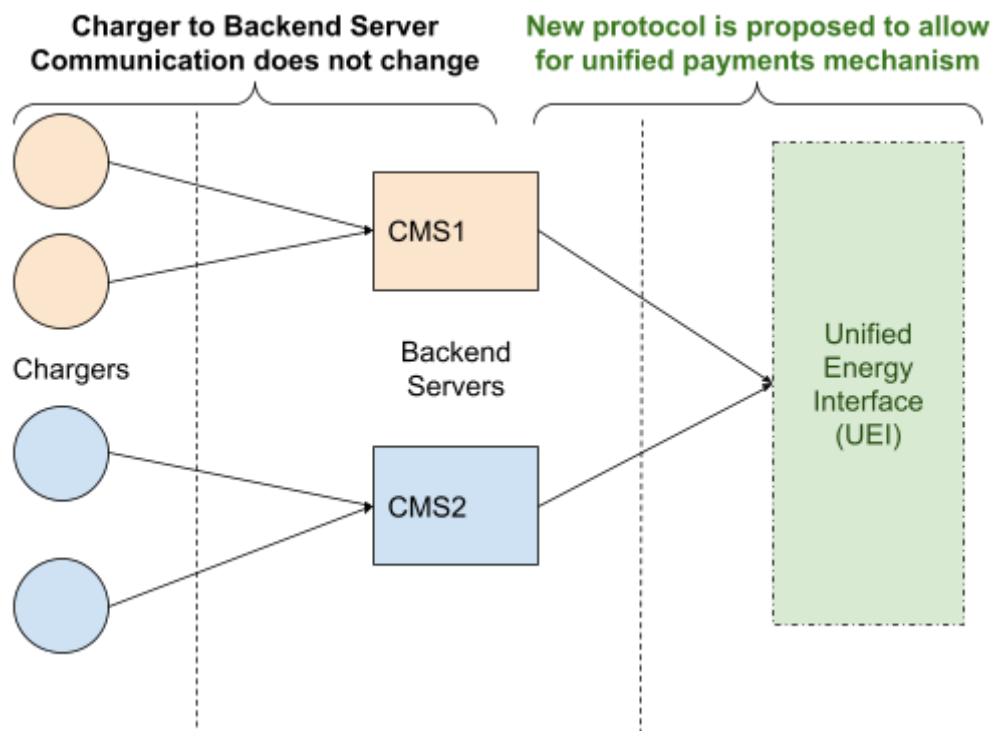 Charger to Backend Server
Communication does not change
New protocol is proposed to allow
for unified payments mechanism
CMS1
Chargers
Backend
Servers
Unified
Energy
Interface
(UEI)
CMS2